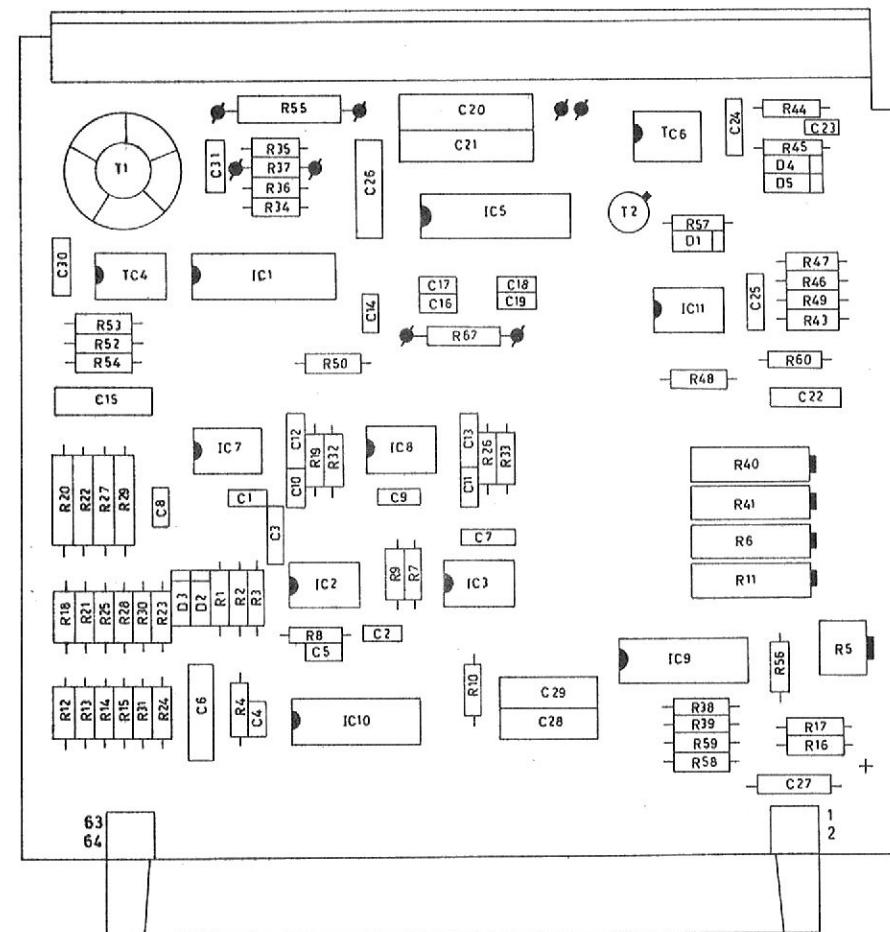 R55
C20
C21
TC6
C24
R44
C23
R45
D4
D5
T1
C31
R35
R37
R36
R34
C26
IC5
T2
R57
D1
C30
TC4
IC1
C17
C16
C18
C19
C14
R67
IC11
C25
R47
R46
R49
R43
R53
R52
R54
R50
R60
R48
C22
C15
IC7
C12
C10
R19
R32
IC8
C13
C11
R26
R33
R40
R41
R6
R11
R20
R22
R27
R29
C8
C1
C3
C9
C7
R18
R21
R25
R28
R30
R23
D3
D2
R1
R2
R3
IC2
R9
R7
IC3
R8
C5
C2
IC9
R56
R5
R12
R13
R14
R15
R31
R24
C6
R4
C4
IC10
R10
C29
C28
R38
R39
R59
R58
R17
R16
+
C27
63
64
1
2